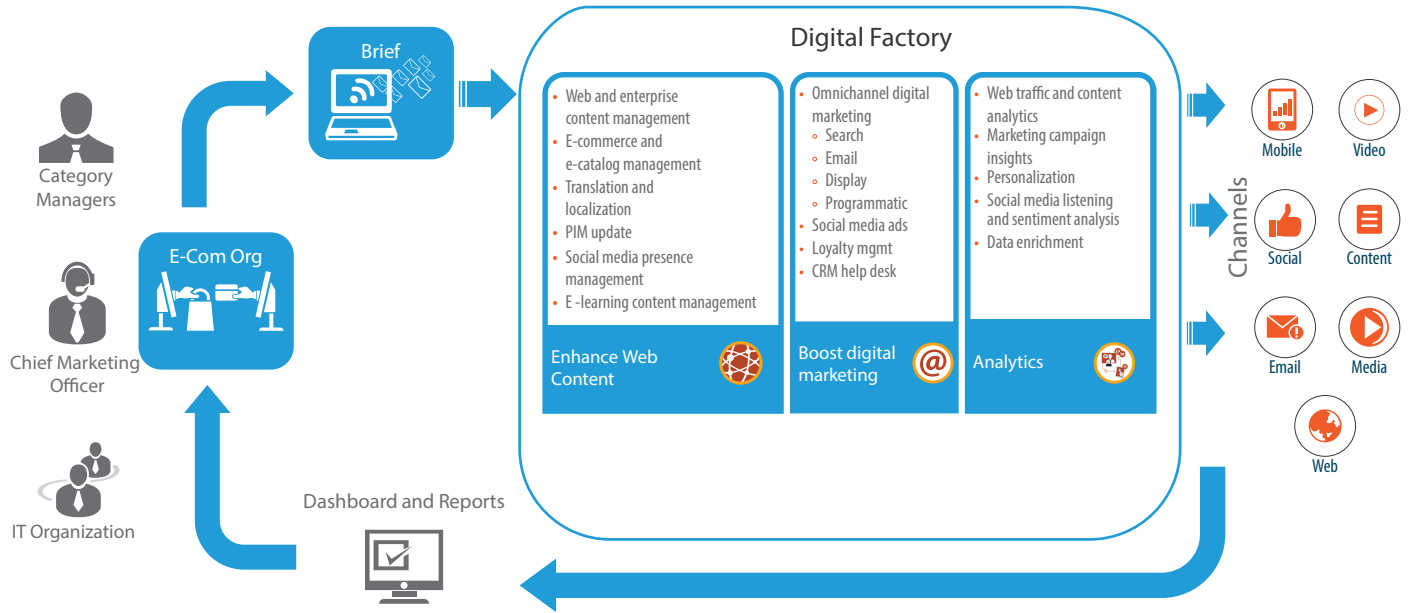 Category
Managers
Chief Marketing
Officer
IT Organization
E-Com Org
Brief
Dashboard and Reports
Digital Factory
• Web and enterprise
content management
• E-commerce and
e-catalog management
• Translation and
localization
• PIM update
• Social media presence
management
• E -learning content management
Enhance Web
Content
• Omnichannel digital
marketing
○ Search
○ Email
○ Display
○ Programmatic
• Social media ads
• Loyalty mgmt
• CRM help desk
Boost digital
marketing
@
• Web traffic and content
analytics
• Marketing campaign
insights
• Personalization
• Social media listening
and sentiment analysis
• Data enrichment
Analytics
Channels
Mobile
Video
Social
Content
Email
Media
Web